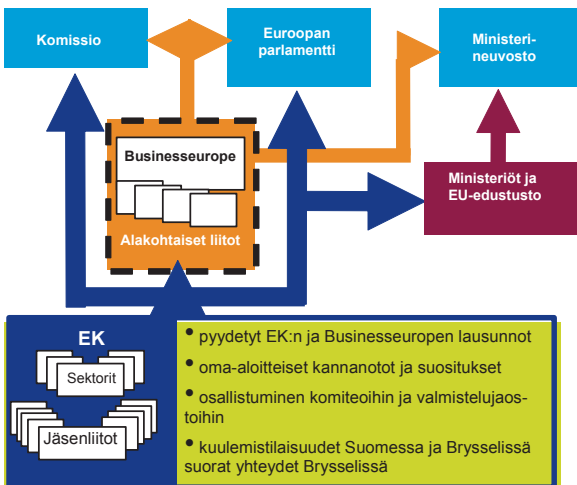 Komissio
Euroopan
parlamentti
Ministeri-
neuvosto
Businesseurope
Alakohtaiset liitot
Ministeriöt ja
EU-edustusto
EK
Sektorit
Jäsenliitot
• pyydetyt EK:n ja Businesseuropen lausunnot
• oma-aloitteiset kannanotot ja suositukset
• osallistuminen komiteoihin ja valmistelujaos-
toihin
• kuulemistilaisuudet Suomessa ja Brysselissä
suorat yhteydet Brysselissä